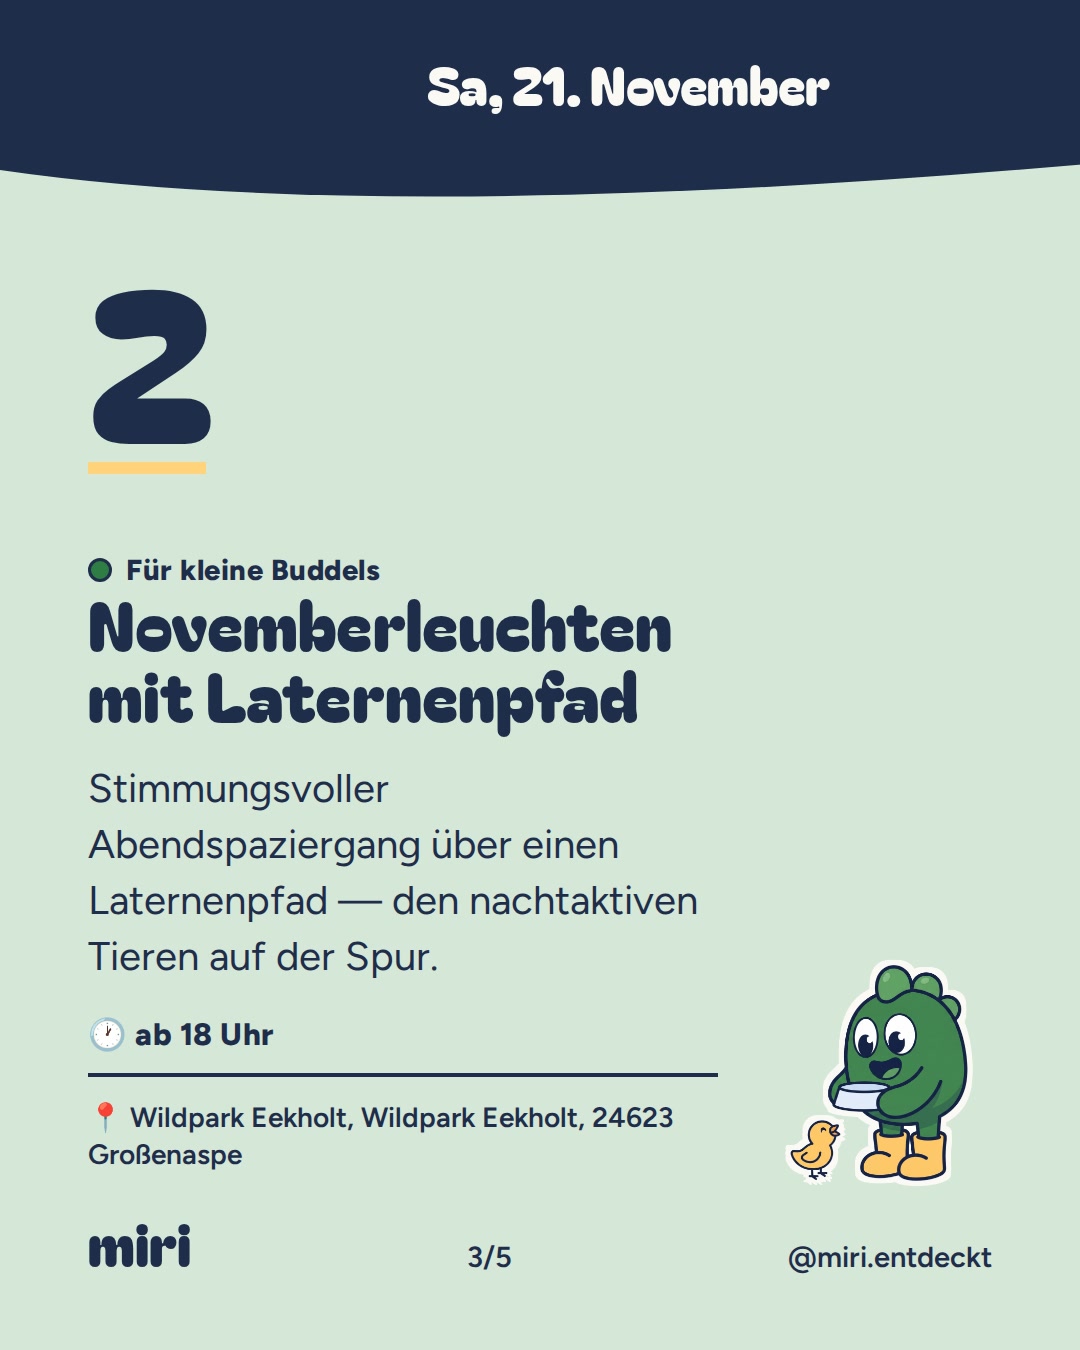 Sa, 21. November
2
Für kleine Buddels
Novemberleuchten
mit Laternenpfad
Stimmungsvoller
Abendspaziergang über einen
Laternenpfad — den nachtaktiven
Tieren auf der Spur.
🕐 ab 18 Uhr
📍 Wildpark Eekholt, Wildpark Eekholt, 24623
Großenaspe
miri
3/5
@miri.entdeckt